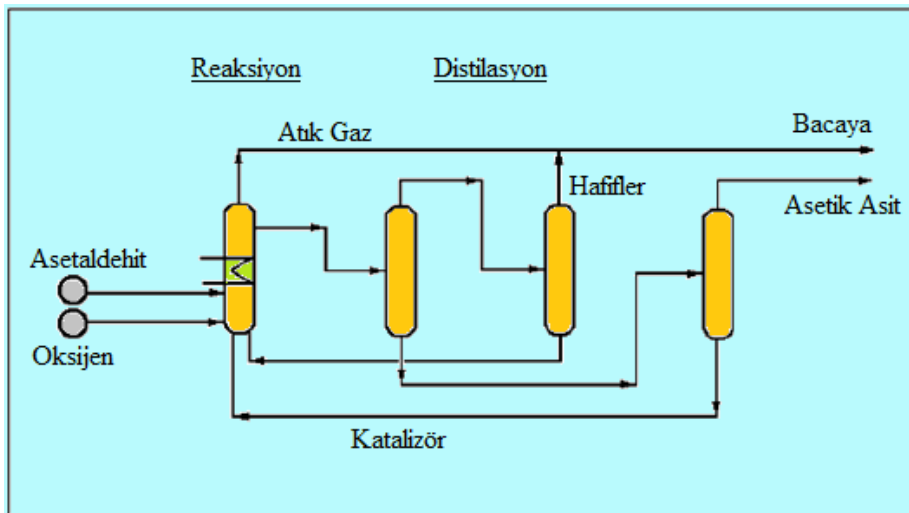 Reaksiyon
Distilasyon
Atık Gaz
Bacaya
Hafifler
Asetik Asit
Asetaldehit
Oksijen
Katalizör